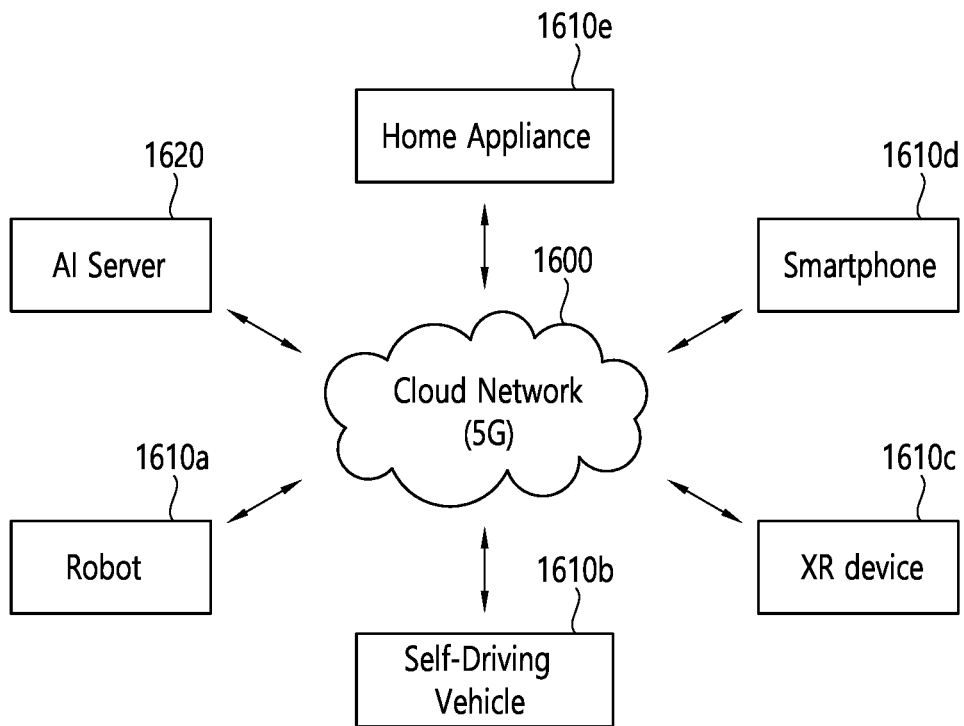 1610e
Home Appliance
1620
AI Server
1610d
Smartphone
1600
Cloud Network
(5G)
1610a
Robot
1610c
XR device
1610b
Self-Driving
Vehicle